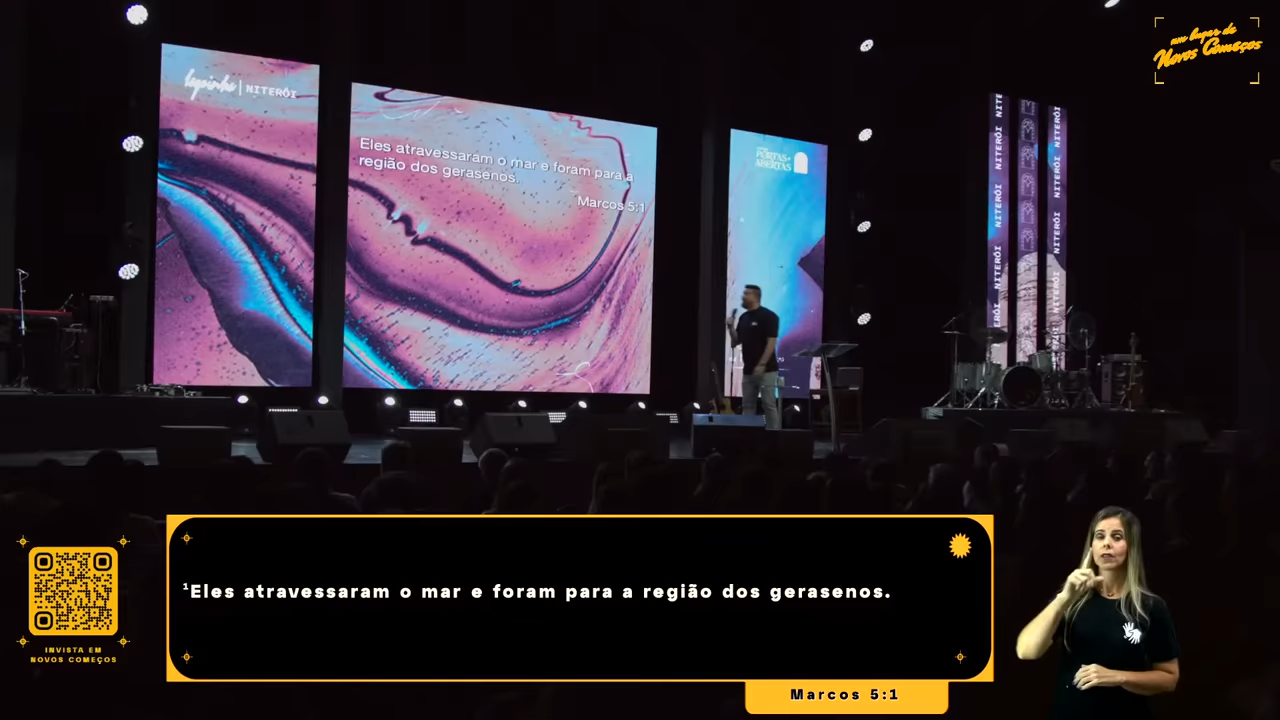 um lugar de
Novos Começos
lagoinha | NITERÓI
Eles atravessaram o mar e foram para a
região dos gerasenos.
Marcos 5:1
PORTAS
ABERTAS
NITERÓI
NITERÓI
NITERÓI
NITERÓI
NITERÓI
¹Eles atravessaram o mar e foram para a região dos gerasenos.
Marcos 5:1
INVISTA EM
NOVOS COMEÇOS